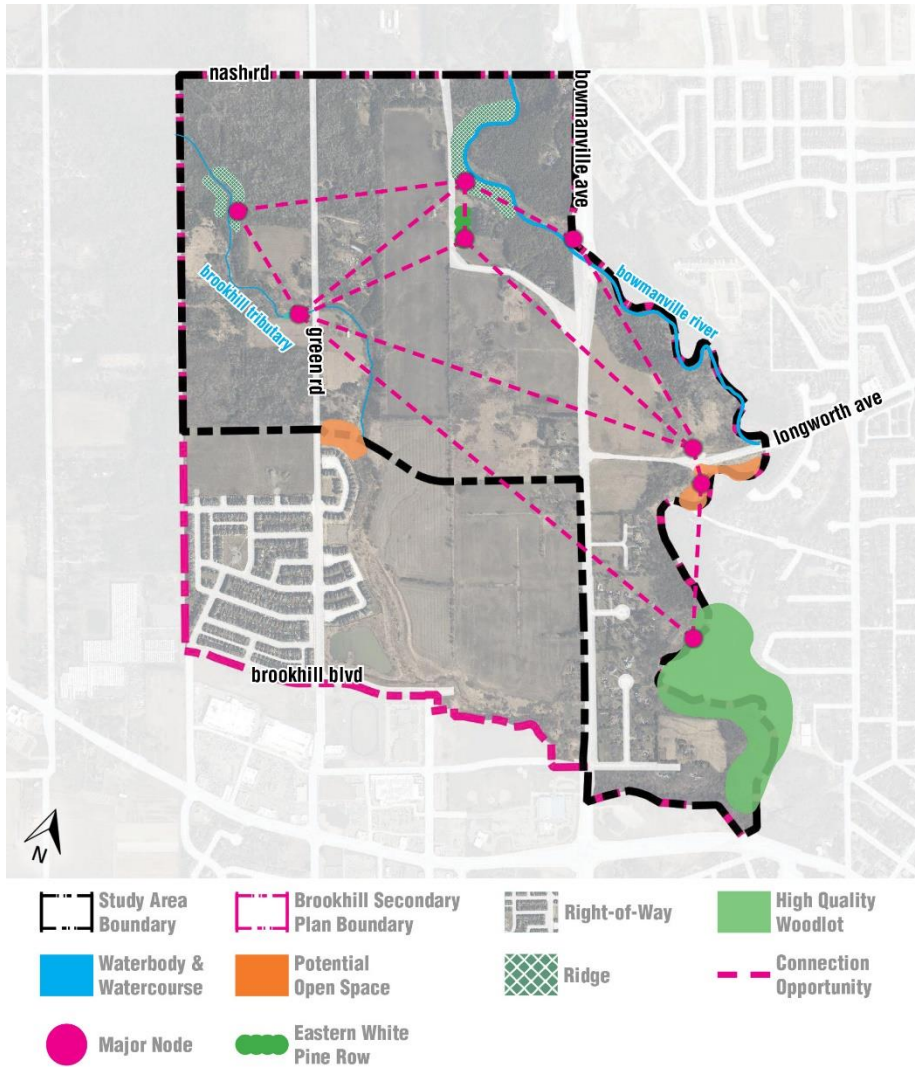 nash rd
bowmanville ave
brookhill tributary
green rd
bowmanville river
longworth ave
brookhill blvd
N
Study Area
Boundary
Brookhill Secondary
Plan Boundary
Right-of-Way
High Quality
Woodlot
Waterbody &
Watercourse
Potential
Open Space
Ridge
Connection
Opportunity
Major Node
Eastern White
Pine Row